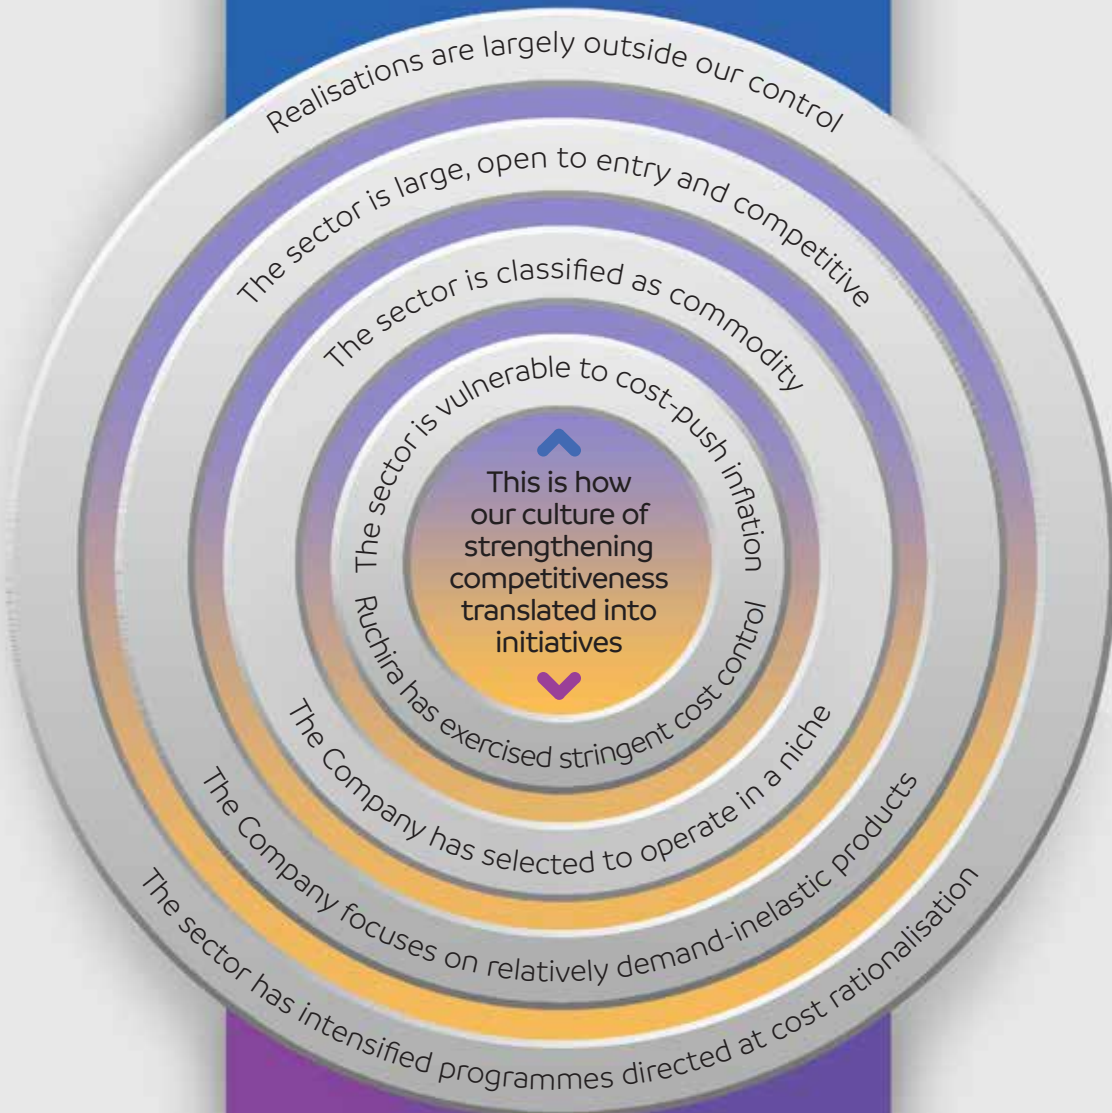 Realisations are largely outside our control
The sector is large, open to entry and competitive
The sector is classified as commodity
The sector is vulnerable to cost-push inflation
This is how
our culture of
strengthening
competitiveness
translated into
initiatives
Ruchira has exercised stringent cost control
The Company has selected to operate in a niche
The Company focuses on relatively demand-inelastic products
The sector has intensified programmes directed at cost rationalisation